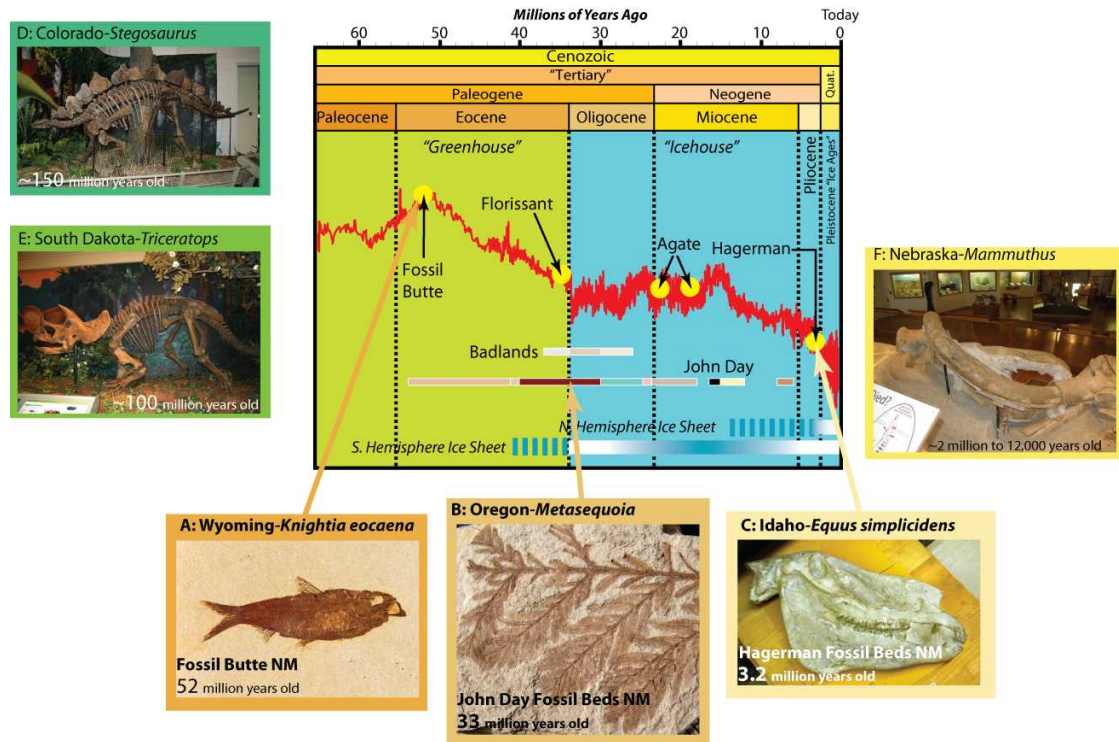 Millions of Years Ago
Today
60 50 40 30 20 10 0
Cenozoic
"Tertiary"
Quat.
Paleogene
Neogene
Paleocene
Eocene
Oligocene
Miocene
Pliocene
Pleistocene "Ice Ages"
"Greenhouse"
"Icehouse"
Florissant
Fossil
Butte
Agate
Hagerman
Badlands
John Day
N. Hemisphere Ice Sheet
S. Hemisphere Ice Sheet
D: Colorado-Stegosaurus
~150 million years old
E: South Dakota-Triceratops
~100 million years old
F: Nebraska-Mammuthus
Died?
~2 million to 12,000 years old
A: Wyoming-Knightia eocaena
Fossil Butte NM
52 million years old
B: Oregon-Metasequoia
John Day Fossil Beds NM
33 million years old
C: Idaho-Equus simplicidens
Hagerman Fossil Beds NM
3.2 million years old